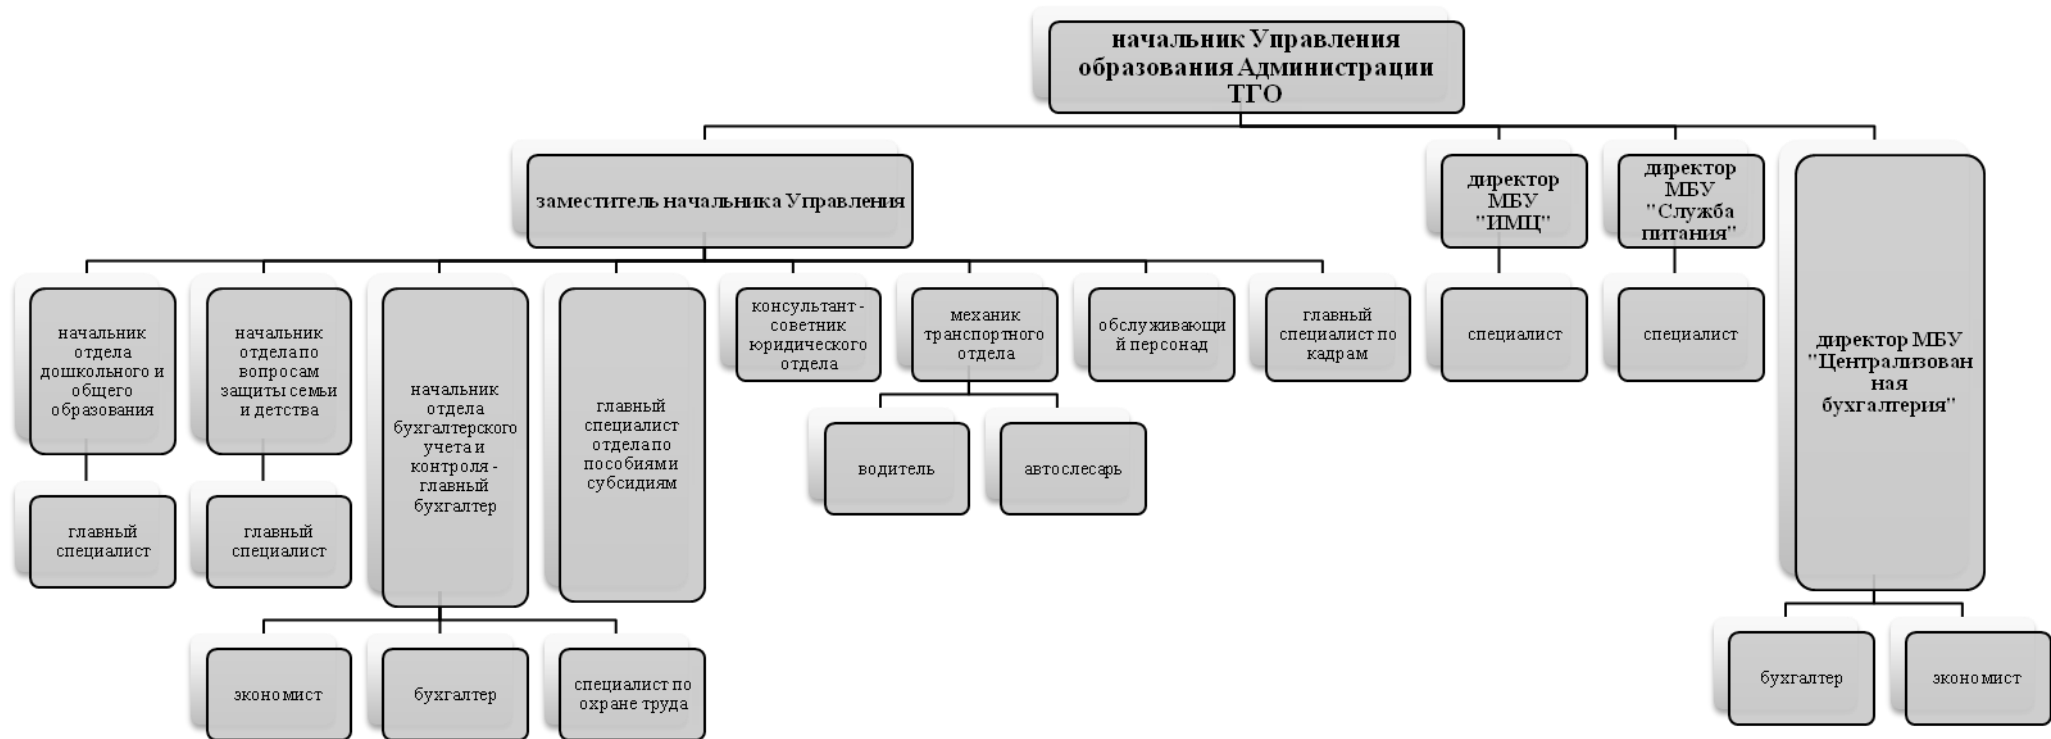 начальник Управления
образования Администрации
ТГО
заместитель начальника Управления
директор
МБУ
"ИМЦ"
директор
МБУ
"Служба
питания"
директор МБУ
"Централизован
ная
бухгалтерия"
начальник
отдела
дошкольного и
общего
образования
начальник
отдела по
вопросам
защиты семьи
и детства
начальник
отдела
бухгалтерского
учета и
контроля -
главный
бухгалтер
главный
специалист
отдела по
пособиями
субсидиям
консультант -
советник
юридического
отдела
механик
транспортного
отдела
обслуживающи
й персонад
главный
специалист по
кадрам
специалист
специалист
водитель
автослесарь
главный
специалист
главный
специалист
экономист
бухгалтер
специалист по
охране труда
бухгалтер
экономист